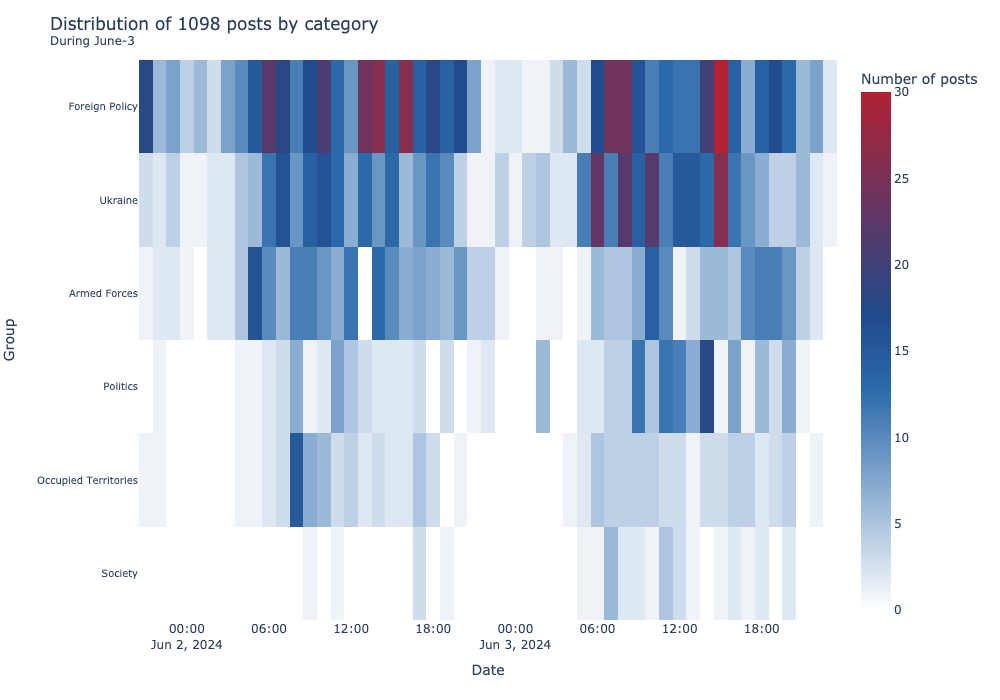 Distribution of 1098 posts by category
During June-3
Number of posts
30
25
20
15
10
5
0
Group
Foreign Policy
Ukraine
Armed Forces
Politics
Occupied Territories
Society
00:00 06:00 12:00 18:00 00:00 06:00 12:00 18:00
Jun 2, 2024 Jun 3, 2024
Date